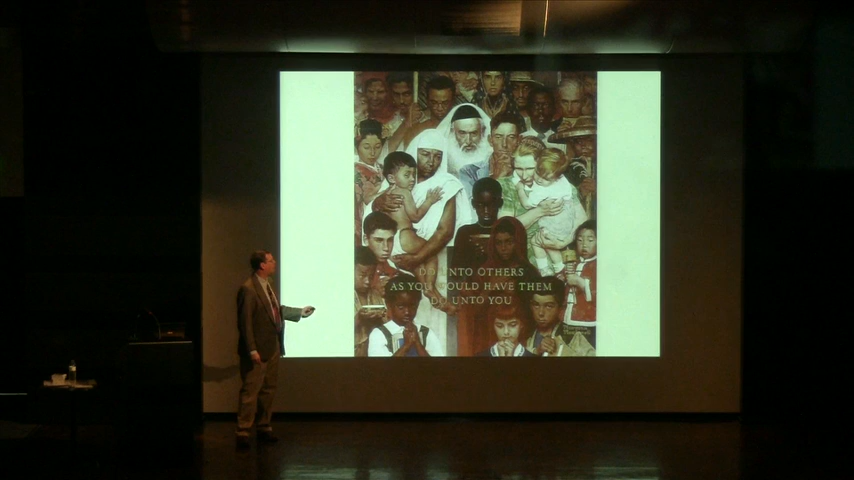 DO UNTO OTHERS
AS YOU WOULD HAVE THEM
DO UNTO YOU